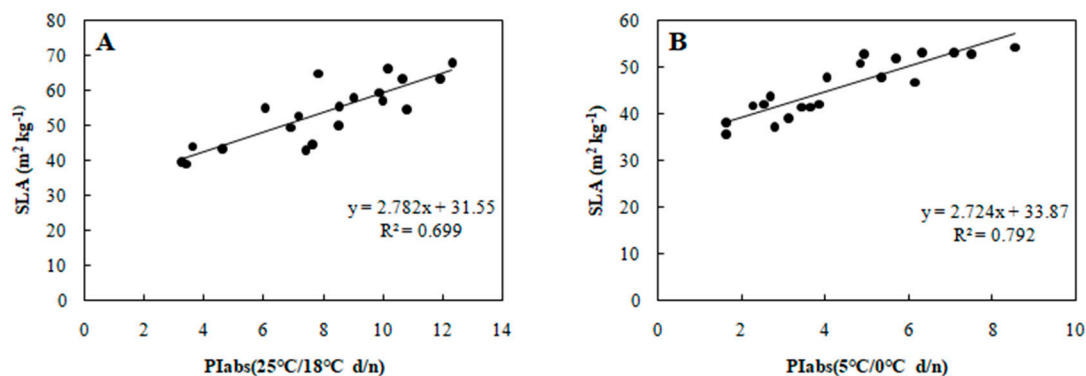 A
80
70
60
50
40
30
20
10
0
SLA (m² kg⁻¹)
y = 2.782x + 31.55
R² = 0.699
0 2 4 6 8 10 12 14
PIabs(25℃/18℃ d/n)
B
60
50
40
30
20
10
0
SLA (m² kg⁻¹)
y = 2.724x + 33.87
R² = 0.792
0 2 4 6 8 10
PIabs(5℃/0℃ d/n)